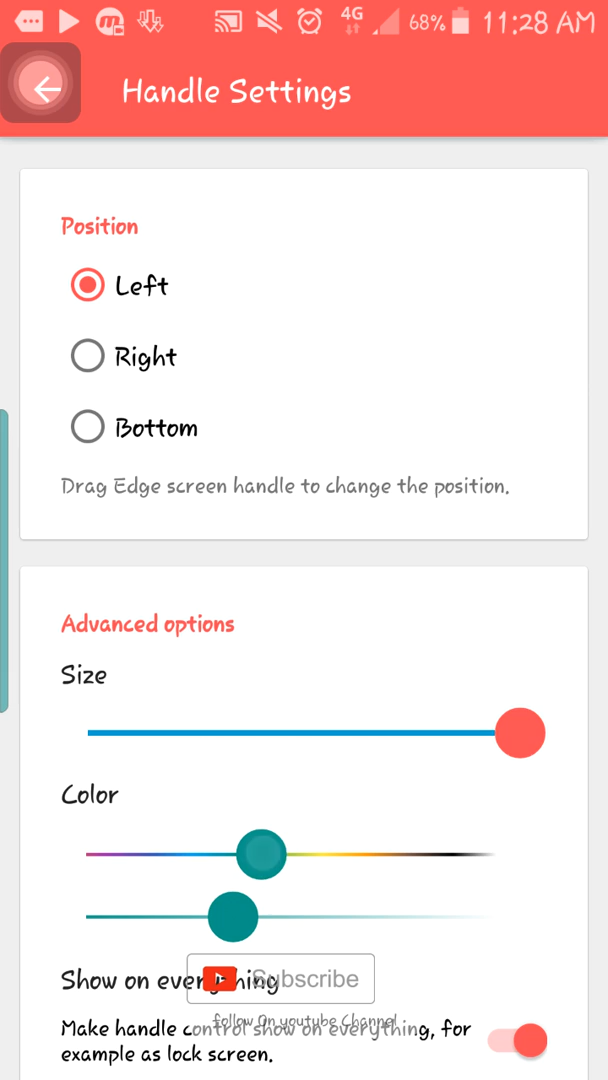 4G 68% 11:28 AM
Handle Settings
Position
Left
Right
Bottom
Drag Edge screen handle to change the position.
Advanced options
Size
Color
Show on everything
Subscribe
follow On youtube Channel
Make handle control show on everything, for
example as lock screen.